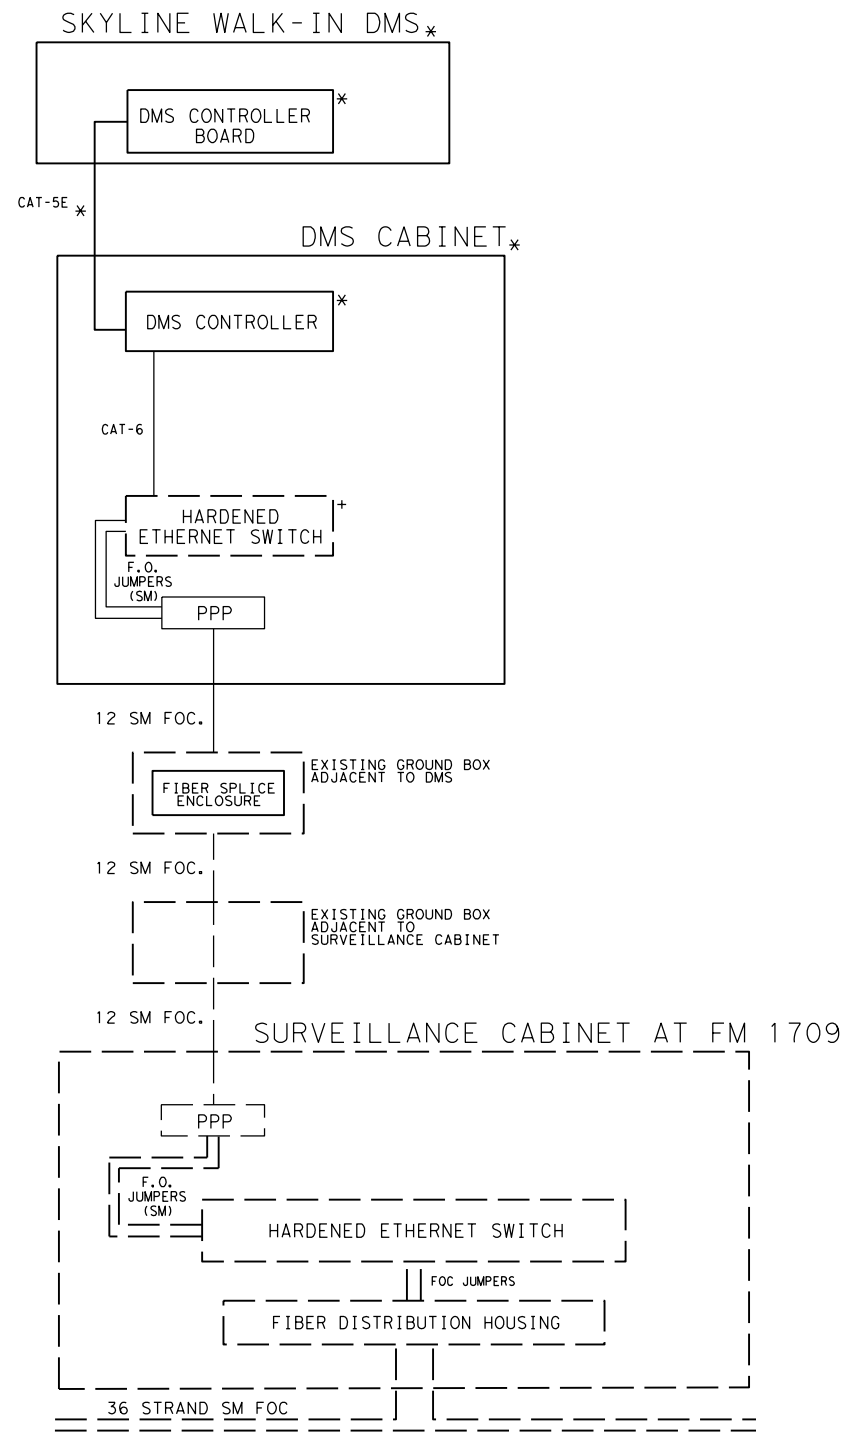 SKYLINE WALK-IN DMS*
*
DMS CONTROLLER
BOARD
CAT-5E *
DMS CABINET*
*
DMS CONTROLLER
CAT-6
+
HARDENED
ETHERNET SWITCH
F.O.
JUMPERS
(SM)
PPP
12 SM FOC.
EXISTING GROUND BOX
ADJACENT TO DMS
FIBER SPLICE
ENCLOSURE
12 SM FOC.
EXISTING GROUND BOX
ADJACENT TO
SURVEILLANCE CABINET
12 SM FOC.
SURVEILLANCE CABINET AT FM 1709
PPP
F.O.
JUMPERS
(SM)
HARDENED ETHERNET SWITCH
FOC JUMPERS
FIBER DISTRIBUTION HOUSING
36 STRAND SM FOC